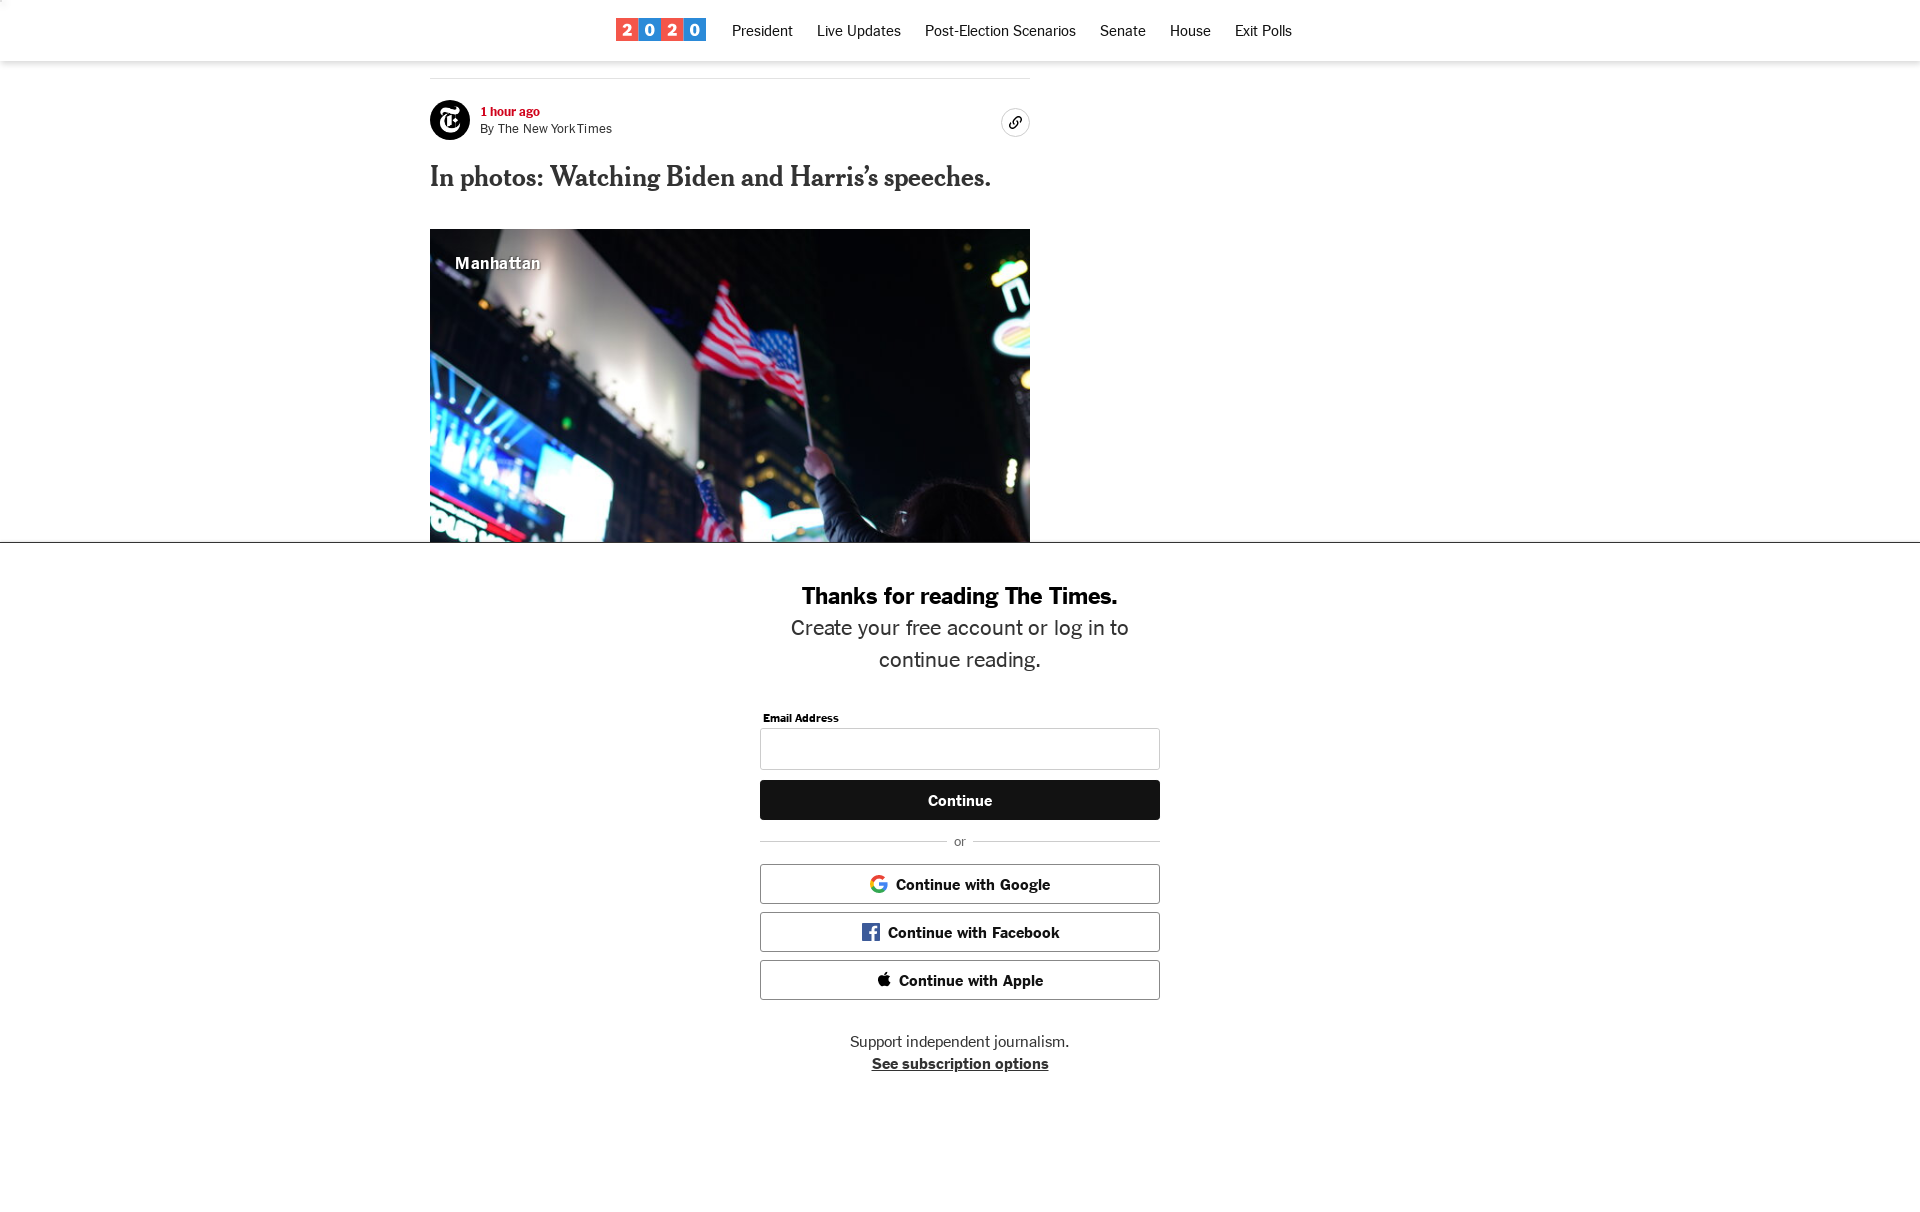 2020 President Live Updates Post-Election Scenarios Senate House Exit Polls
1 hour ago
By The New York Times
In photos: Watching Biden and Harris’s speeches.
Manhattan
Thanks for reading The Times.
Create your free account or log in to
continue reading.
Email Address
Continue
or
Continue with Google
Continue with Facebook
Continue with Apple
Support independent journalism.
See subscription options